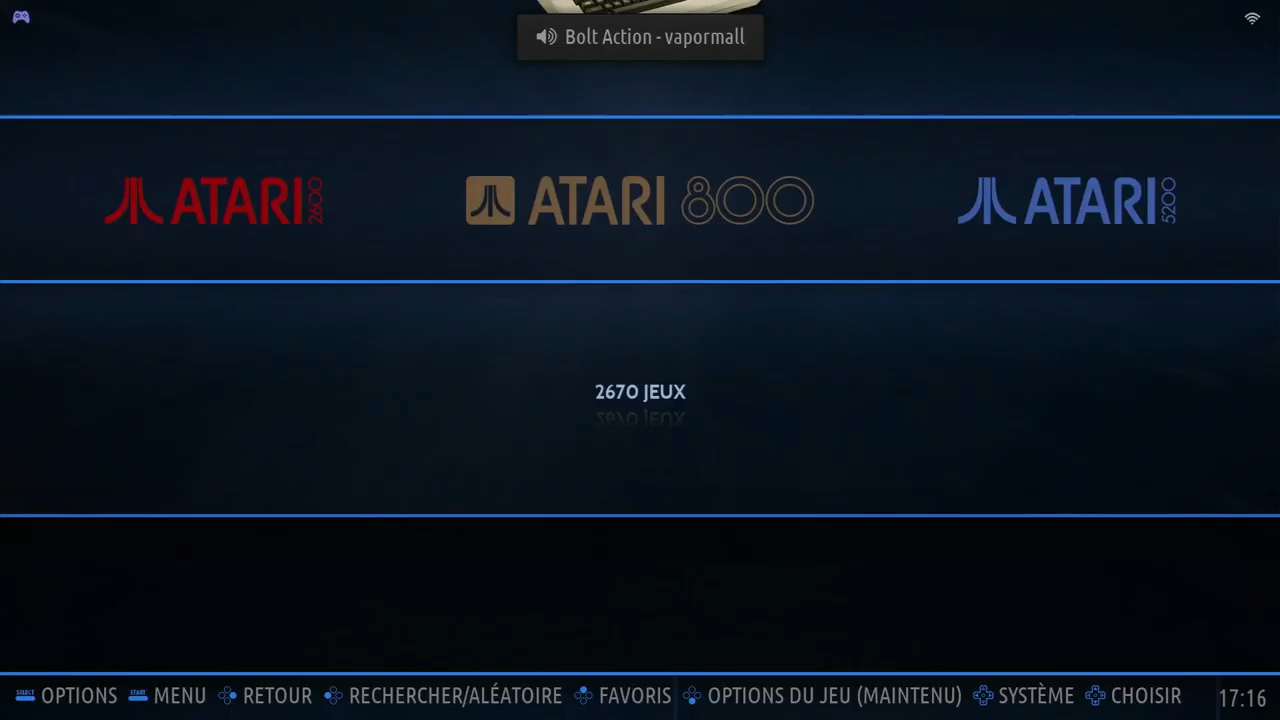 Bolt Action - vapormall
ATARI 2600
ATARI 800
ATARI 5200
2670 JEUX
SELECT OPTIONS START MENU RETOUR RECHERCHER/ALÉATOIRE FAVORIS OPTIONS DU JEU (MAINTENU) SYSTÈME CHOISIR 17:16